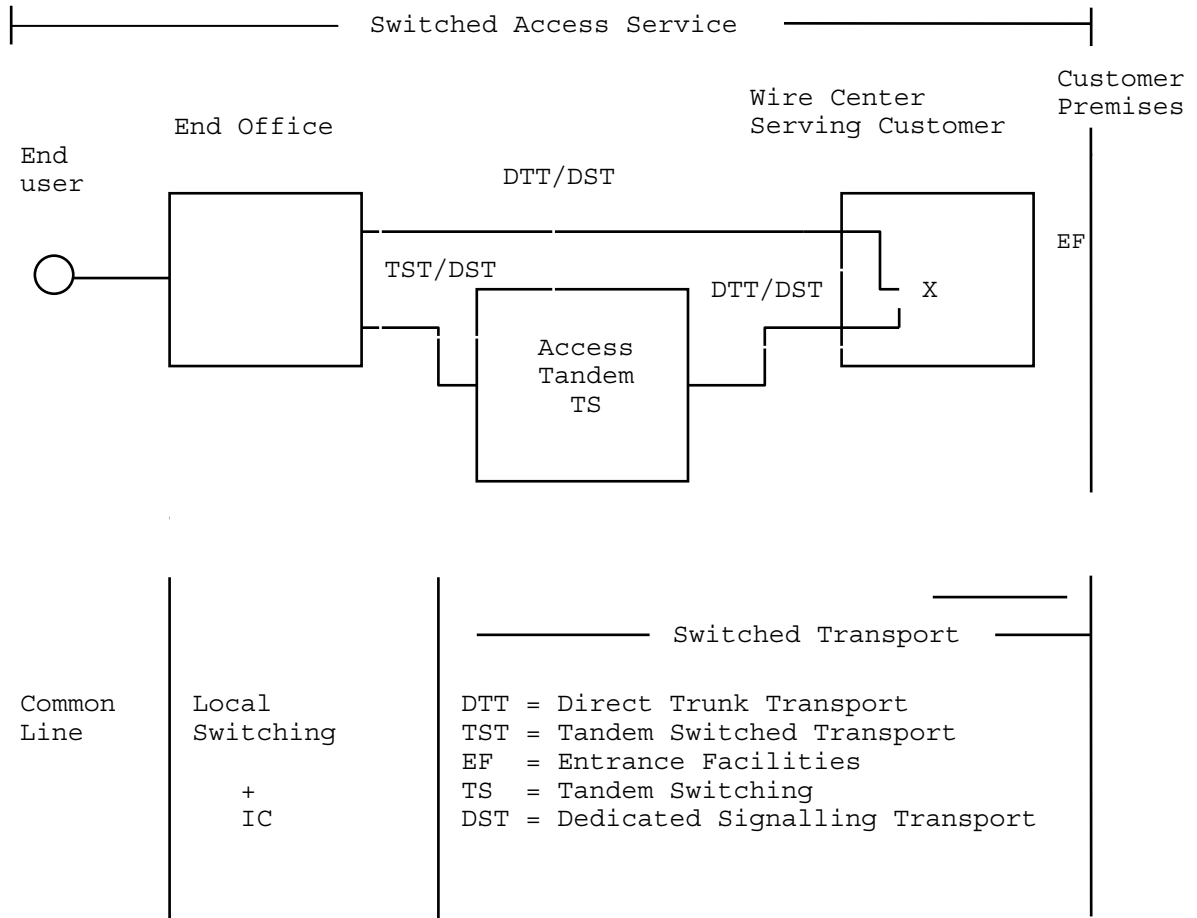 Switched Access Service
Customer
Premises
Wire Center
Serving Customer
End Office
End
user
DTT/DST
EF
TST/DST
DTT/DST
X
Access
Tandem
TS
Switched Transport
Common
Line
Local
Switching
+
IC
DTT = Direct Trunk Transport
TST = Tandem Switched Transport
EF = Entrance Facilities
TS = Tandem Switching
DST = Dedicated Signalling Transport